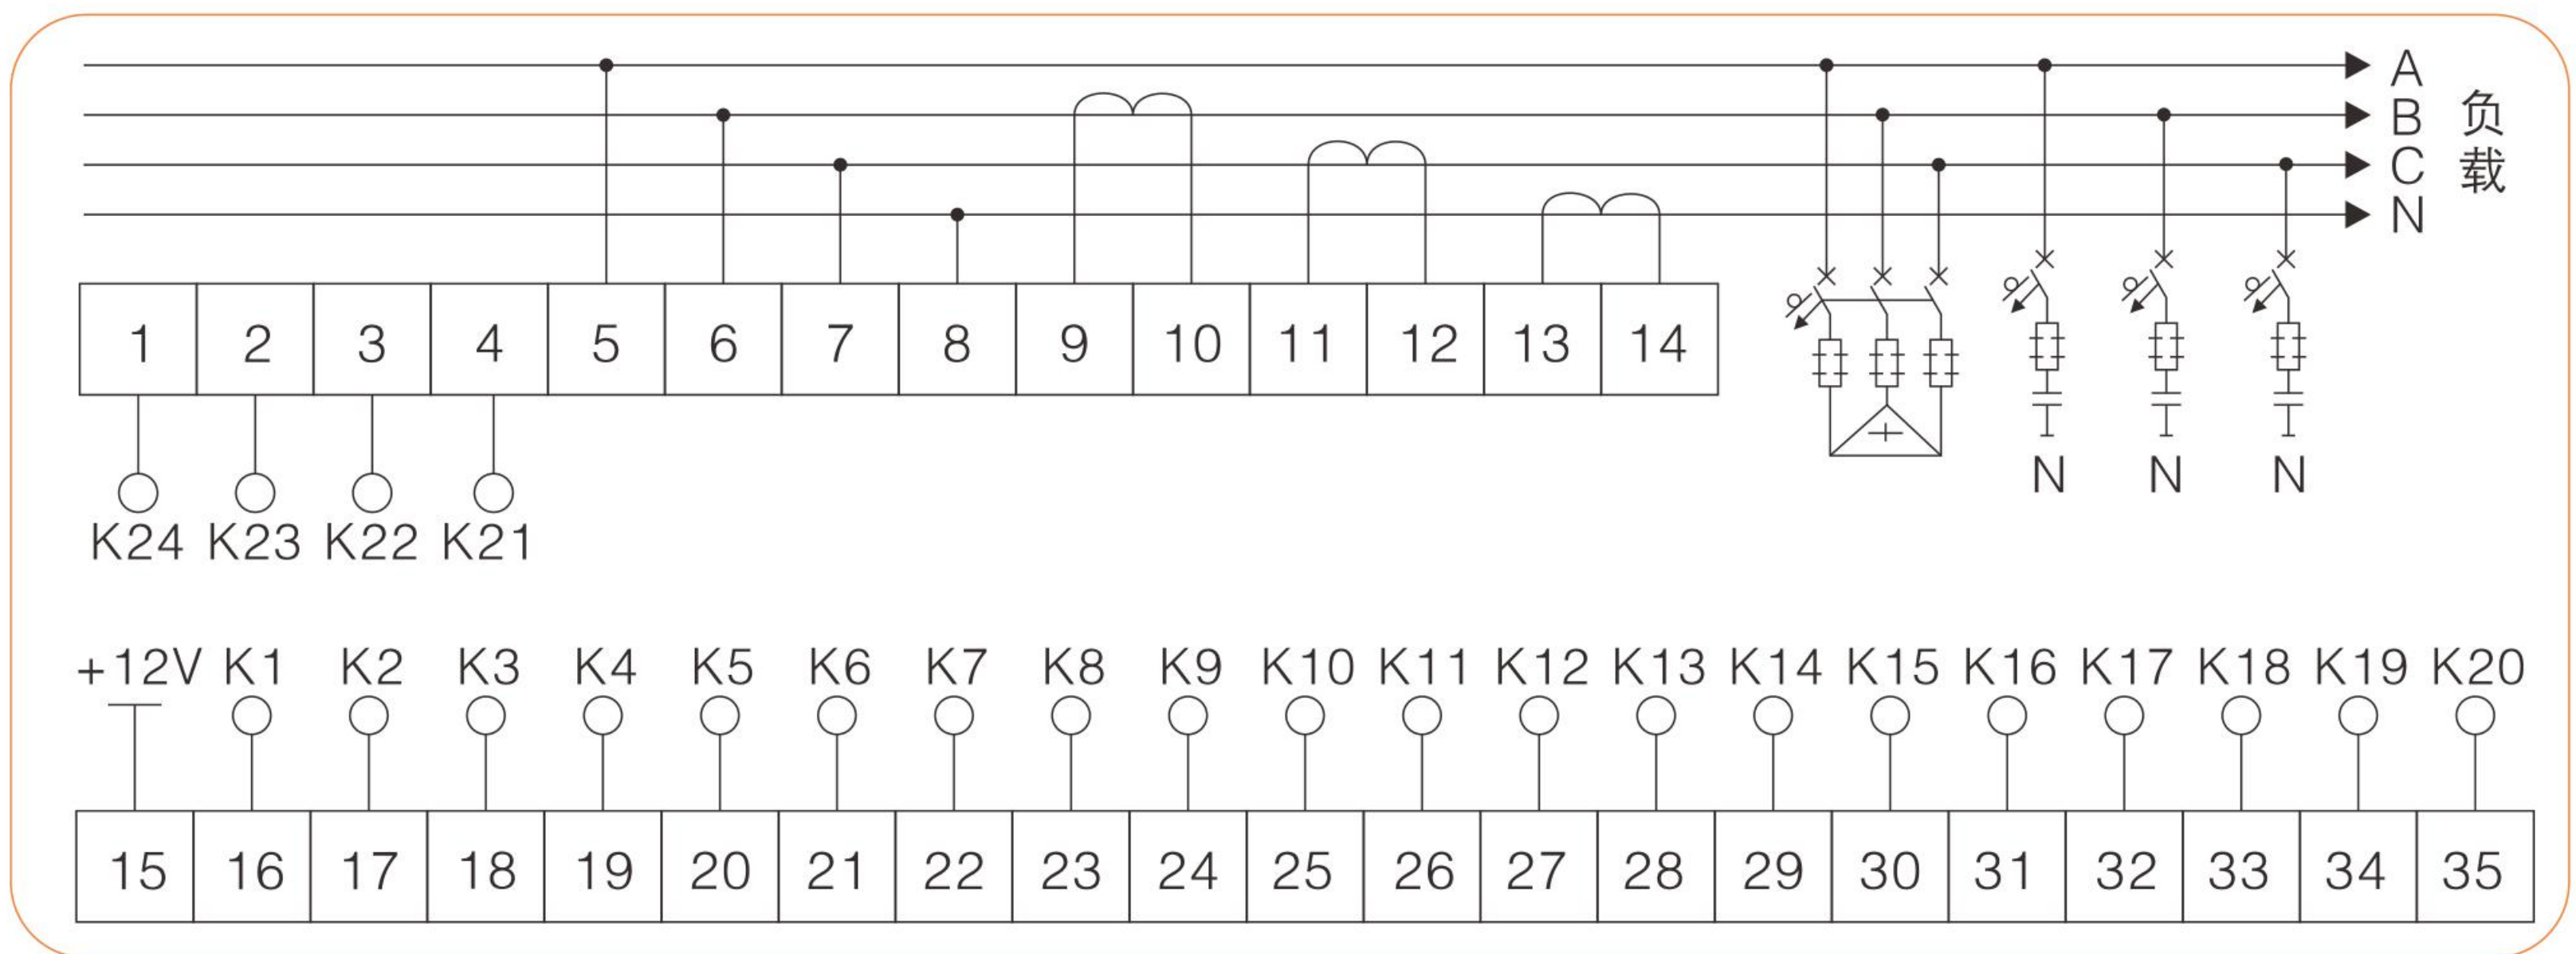 A
B
C
N
负载
1 2 3 4 5 6 7 8 9 10 11 12 13 14
N N N
K24 K23 K22 K21
+12V K1 K2 K3 K4 K5 K6 K7 K8 K9 K10 K11 K12 K13 K14 K15 K16 K17 K18 K19 K20
15 16 17 18 19 20 21 22 23 24 25 26 27 28 29 30 31 32 33 34 35